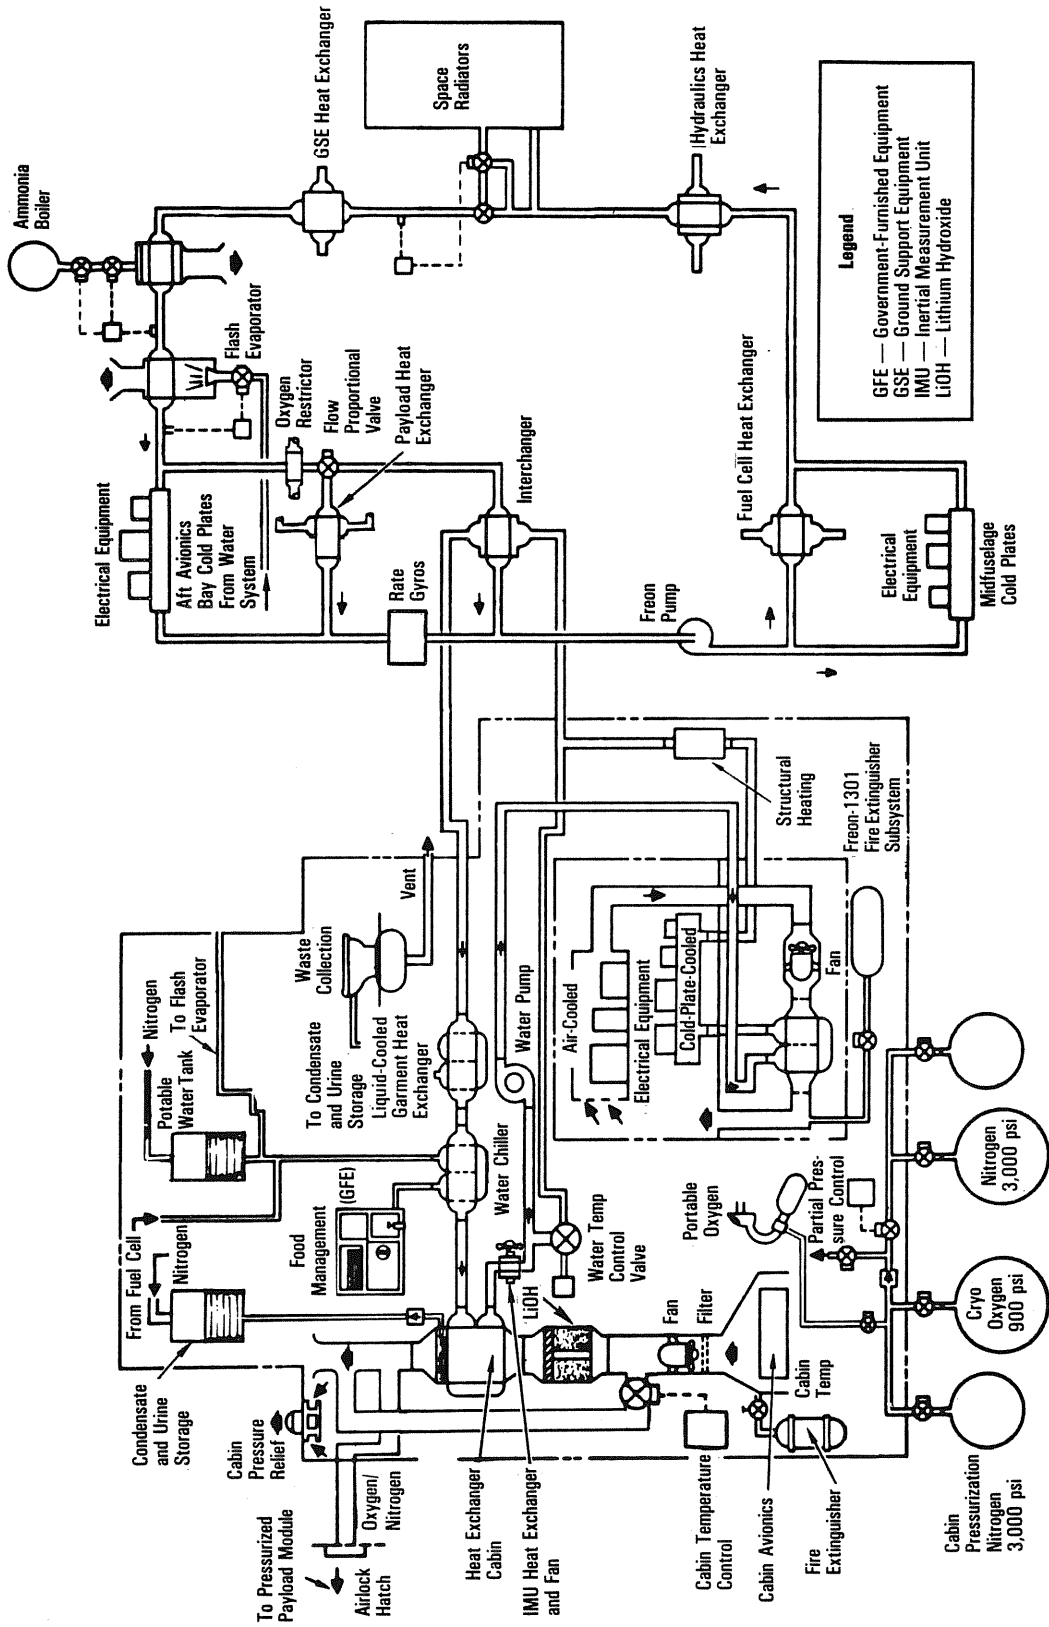 Ammonia
Boiler
GSE Heat Exchanger
Space
Radiators
Hydraulics Heat
Exchanger
Flash
Evaporator
Oxygen
Restrictor
Flow
Proportional
Valve
Payload Heat
Exchanger
Interchanger
Fuel Cell Heat Exchanger
Legend
GFE — Government-Furnished Equipment
GSE — Ground Support Equipment
IMU — Inertial Measurement Unit
LiOH — Lithium Hydroxide
Electrical Equipment
Aft Avionics
Bay Cold Plates
From Water
System
Rate
Gyros
Freon
Pump
Electrical
Equipment
Midfuselage
Cold Plates
Nitrogen
To Flash
Evaporator
Potable
Water Tank
Waste
Collection
Vent
To Condensate
and Urine
Storage
Liquid-Cooled
Garment Heat
Exchanger
Water Pump
Structural
Heating
Freon-1301
Fire Extinguisher
Subsystem
Air-Cooled
Electrical Equipment
Cold-Plate-Cooled
Fan
From Fuel Cell
Nitrogen
Food
Management
(GFE)
Water Chiller
Water Temp
Control
Valve
LiOH
Portable
Oxygen
Partial Pres-
sure Control
Fan
Filter
Cabin
Temp
Nitrogen
3,000 psi
Cryo
Oxygen
900 psi
Condensate
and Urine
Storage
Cabin
Pressure
Relief
To Pressurized
Payload Module
Oxygen/
Nitrogen
Airlock
Hatch
Heat Exchanger
Cabin
IMU Heat Exchanger
and Fan
Cabin Temperature
Control
Cabin Avionics
Fire
Extinguisher
Cabin
Pressurization
Nitrogen
3,000 psi